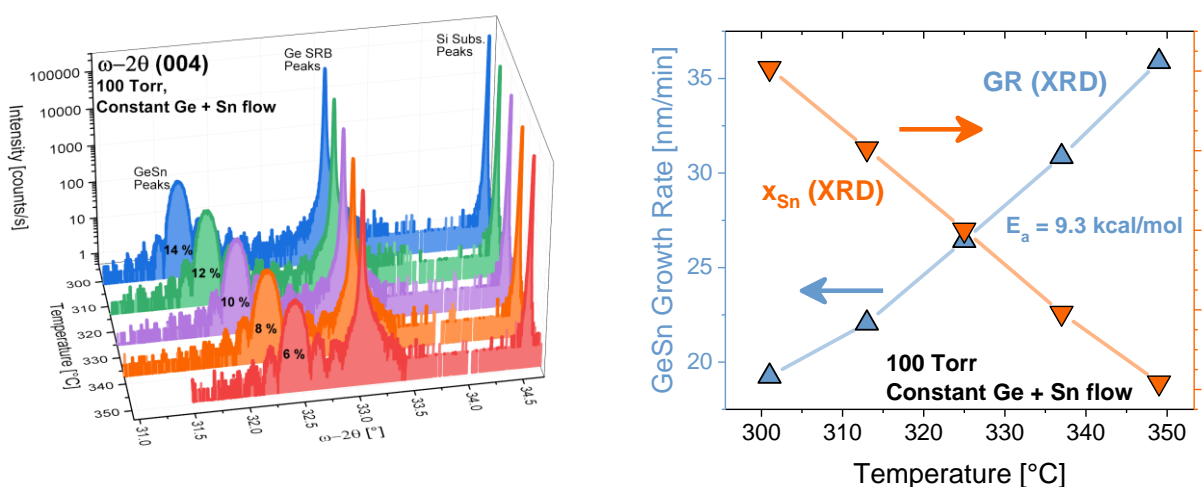 ω−2θ (004)
100 Torr,
Constant Ge + Sn flow
Ge SRB
Peaks
Si Subs.
Peaks
GeSn
Peaks
14 %
12 %
10 %
8 %
6 %
Intensity [counts/s]
100000
10000
1000
100
10
1
300
310
320
330
340
350
Temperature [°C]
31.0
31.5
32.0
32.5
33.0
33.5
34.0
34.5
ω−2θ [°]
GeSn Growth Rate [nm/min]
35
30
25
20
GR (XRD)
xSn (XRD)
Ea = 9.3 kcal/mol
100 Torr
Constant Ge + Sn flow
300 310 320 330 340 350
Temperature [°C]